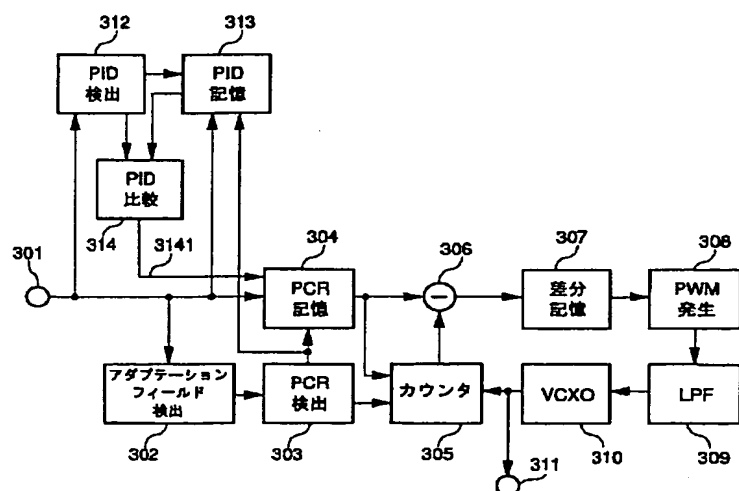 312
313
PID
検出
PID
記憶
PID
比較
314
3141
301
304
PCR
記憶
306
−
307
差分
記憶
308
PWM
発生
アダプテーション
フィールド
検出
302
PCR
検出
303
カウンタ
305
VCXO
310
LPF
309
311